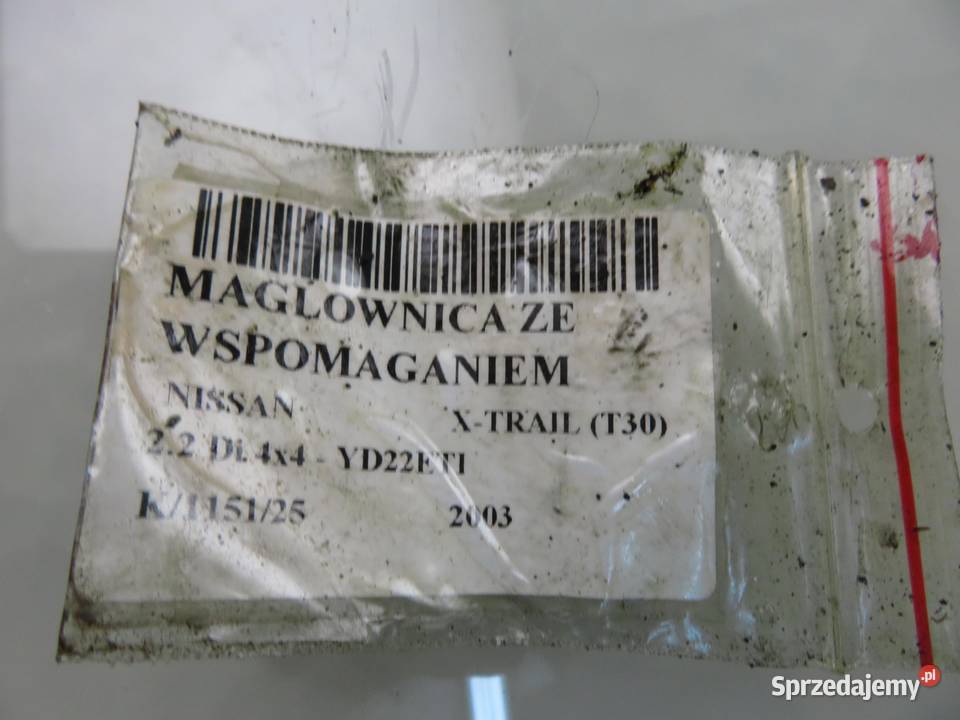 MAGLOWNICA ZE
WSPOMAGANIEM
NISSAN X-TRAIL (T30)
2.2 Di 4x4 - YD22ETI
K/1151/25 2003
Sprzedajemy.pl